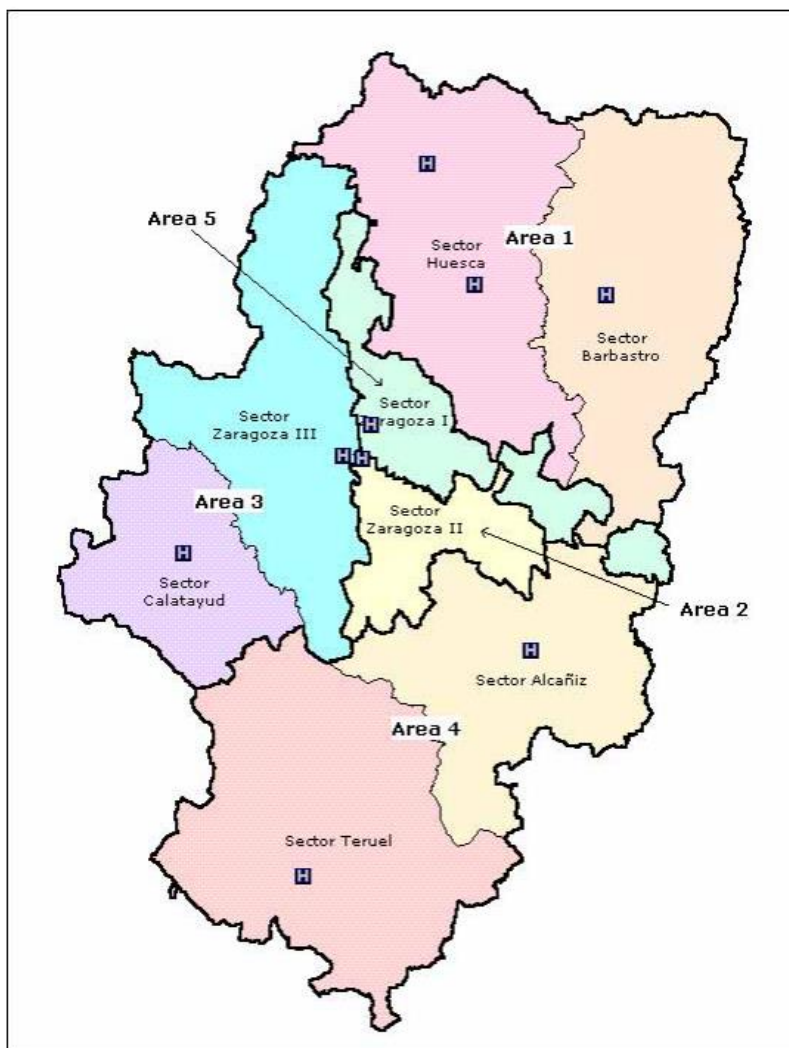 H
Area 5
Area 1
Sector
Huesca
H
H
Sector
Barbastro
Sector
Zaragoza I
H
Sector
Zaragoza III
H H
Area 3
Sector
Zaragoza II
H
Sector
Calatayud
Area 2
H
Sector Alcañiz
Area 4
Sector Teruel
H